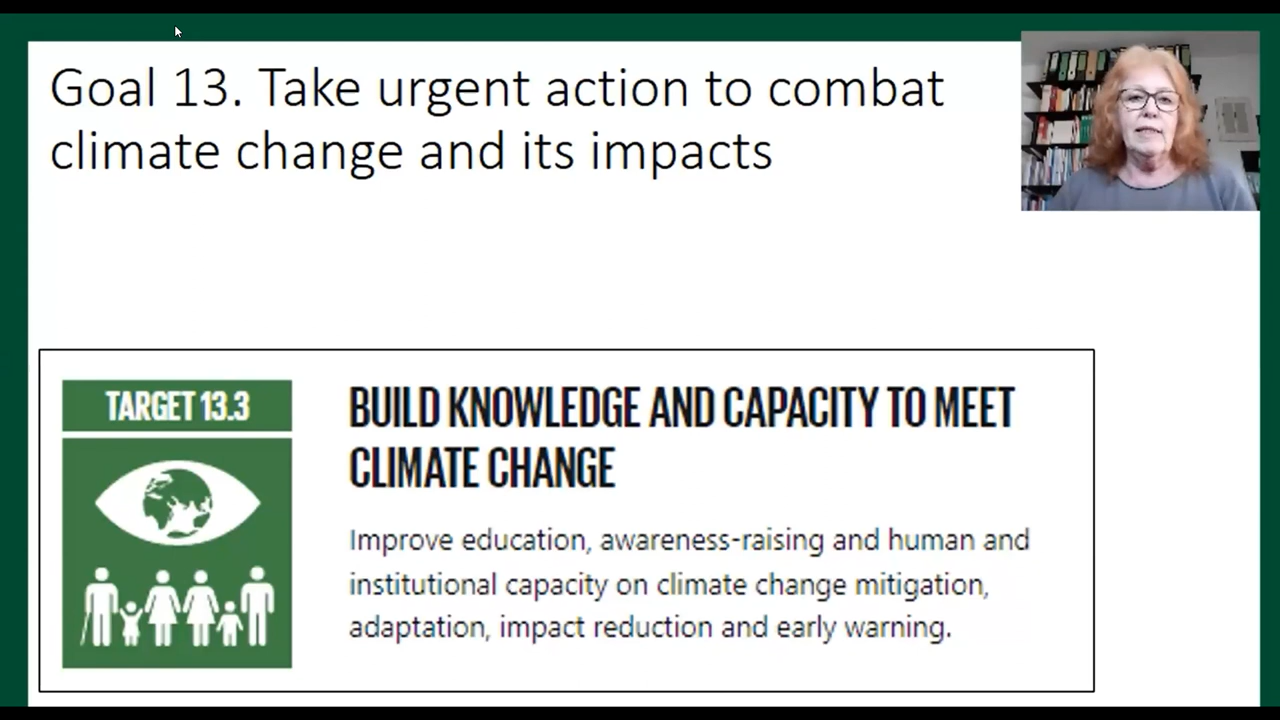 Goal 13. Take urgent action to combat
climate change and its impacts
TARGET 13.3
BUILD KNOWLEDGE AND CAPACITY TO MEET
CLIMATE CHANGE
Improve education, awareness-raising and human and
institutional capacity on climate change mitigation,
adaptation, impact reduction and early warning.